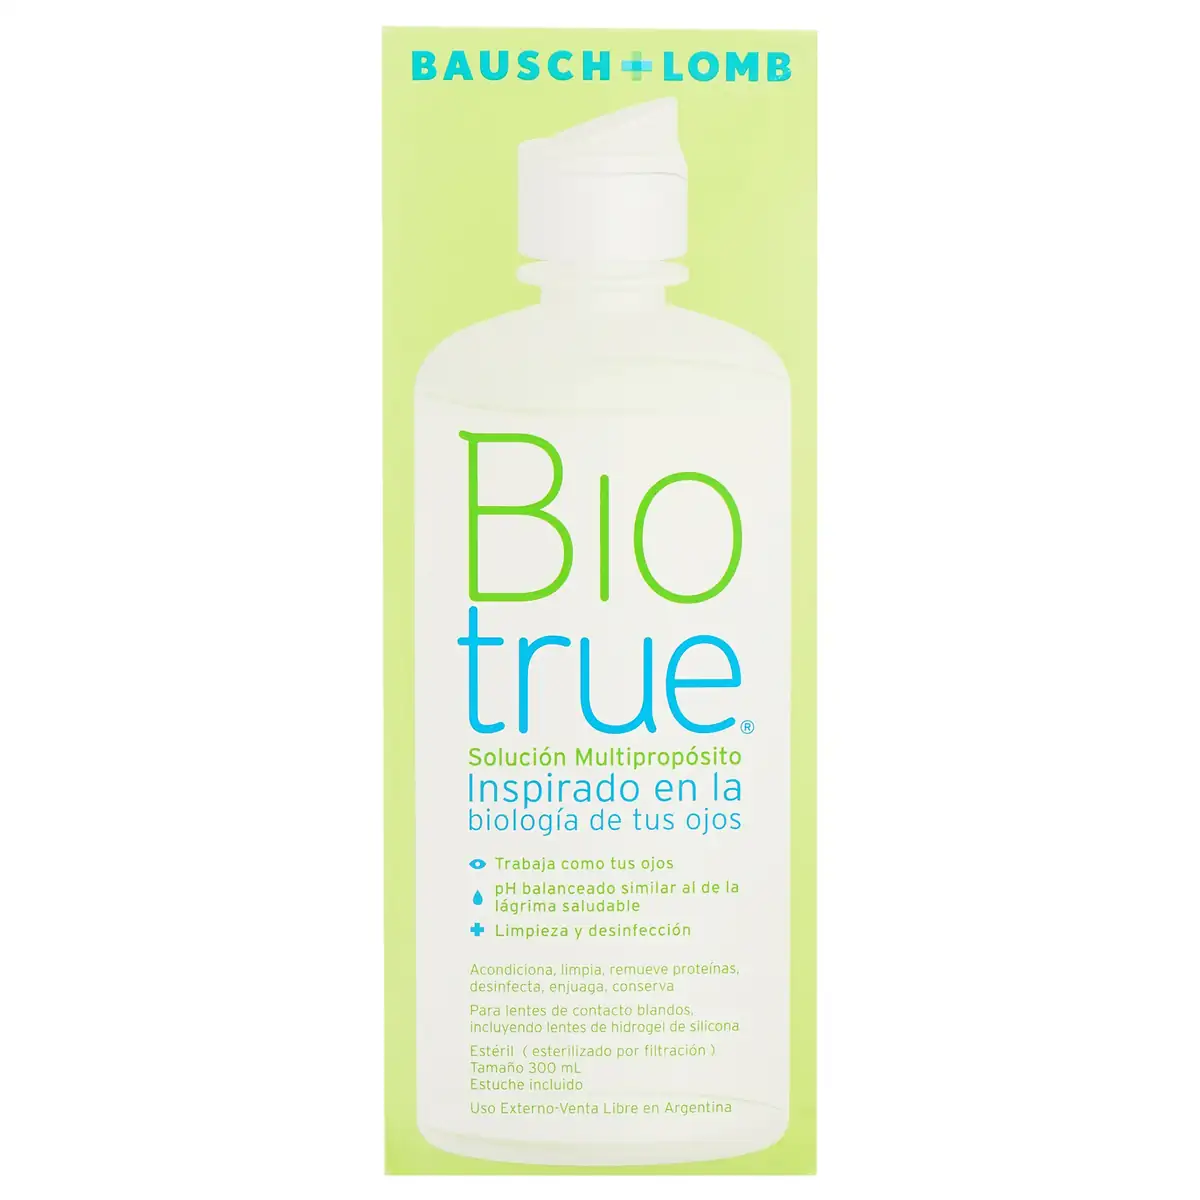 BAUSCH+LOMB
Bio
true®
Solución Multipropósito
Inspirado en la
biología de tus ojos
Trabaja como tus ojos
pH balanceado similar al de la
lágrima saludable
Limpieza y desinfección
Acondiciona, limpia, remueve proteínas,
desinfecta, enjuaga, conserva
Para lentes de contacto blandos,
incluyendo lentes de hidrogel de silicona
Estéril ( esterilizado por filtración )
Tamaño 300 mL
Estuche incluido
Uso Externo-Venta Libre en Argentina